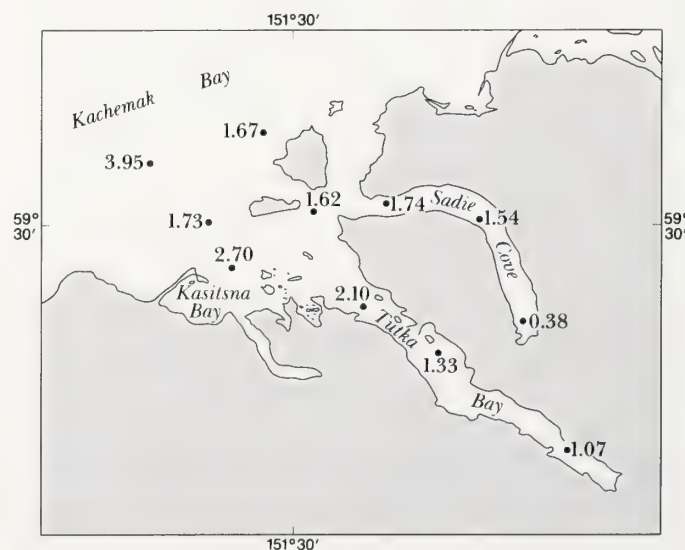 151° 30'
Kachemak Bay
1.67
3.95
1.62
1.74
Sadie
1.54
59°
30'
59°
30'
1.73
2.70
Cove
Kasitsna
Bay
2.10
Tutka
0.38
1.33
Bay
1.07
151° 30'